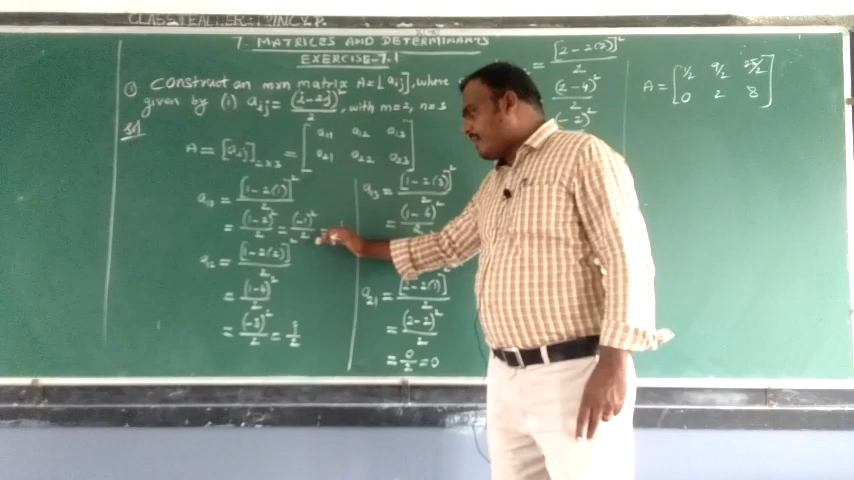 CLASS TEACHER: VINCY.P.
7. MATRICES AND DETERMINANTS
EXERCISE-7.1
① Construct an m×n matrix A=[aij], where
given by (i) aij = (i-2j)²/2, with m=2, n=3
Sol
A = [aij]2×3 = [a11 a12 a13
a21 a22 a23]
a11 = [1-2(1)]²/2
= (1-2)²/2 = (-1)²/2 =
a12 = [1-2(2)]²/2
= (1-4)²/2
= (-3)²/2 = 9/2
a13 = [1-2(3)]²/2
= (1-6)²/2
a21 = [2-2(1)]²/2
= (2-2)²/2
= 0/2 = 0
= [2-2(2)]²
(2-4)²/2
(-2)²
A = [1/2 9/2 25/2
0 2 8]